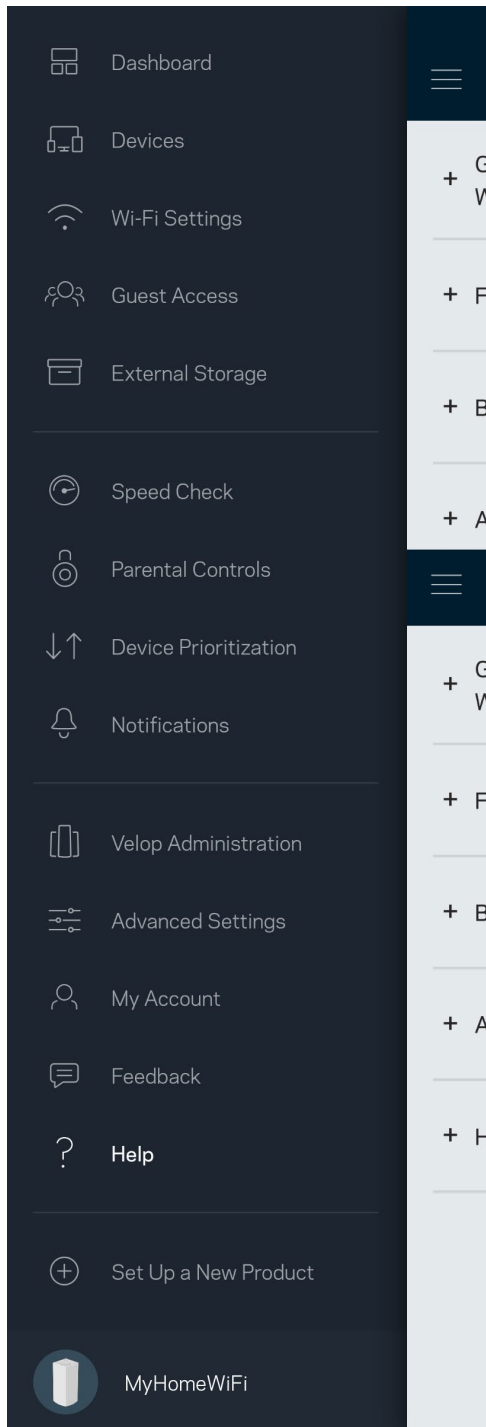 Dashboard
Devices
Wi-Fi Settings
Guest Access
External Storage
Speed Check
Parental Controls
Device Prioritization
Notifications
Velop Administration
Advanced Settings
My Account
Feedback
Help
Set Up a New Product
MyHomeWiFi